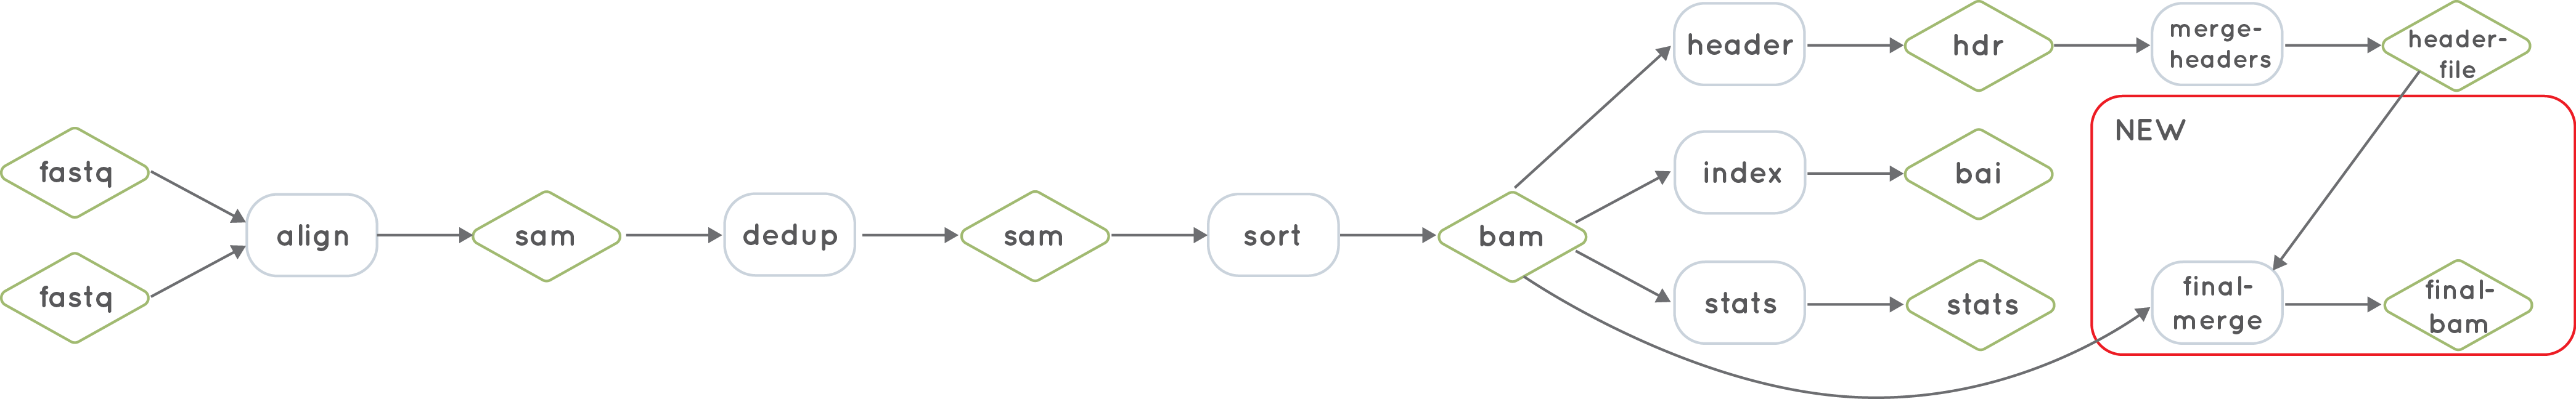 header
hdr
merge-
headers
header-
file
NEW
fastq
index
bai
align
sam
dedup
sam
sort
bam
fastq
stats
stats
final-
merge
final-
bam